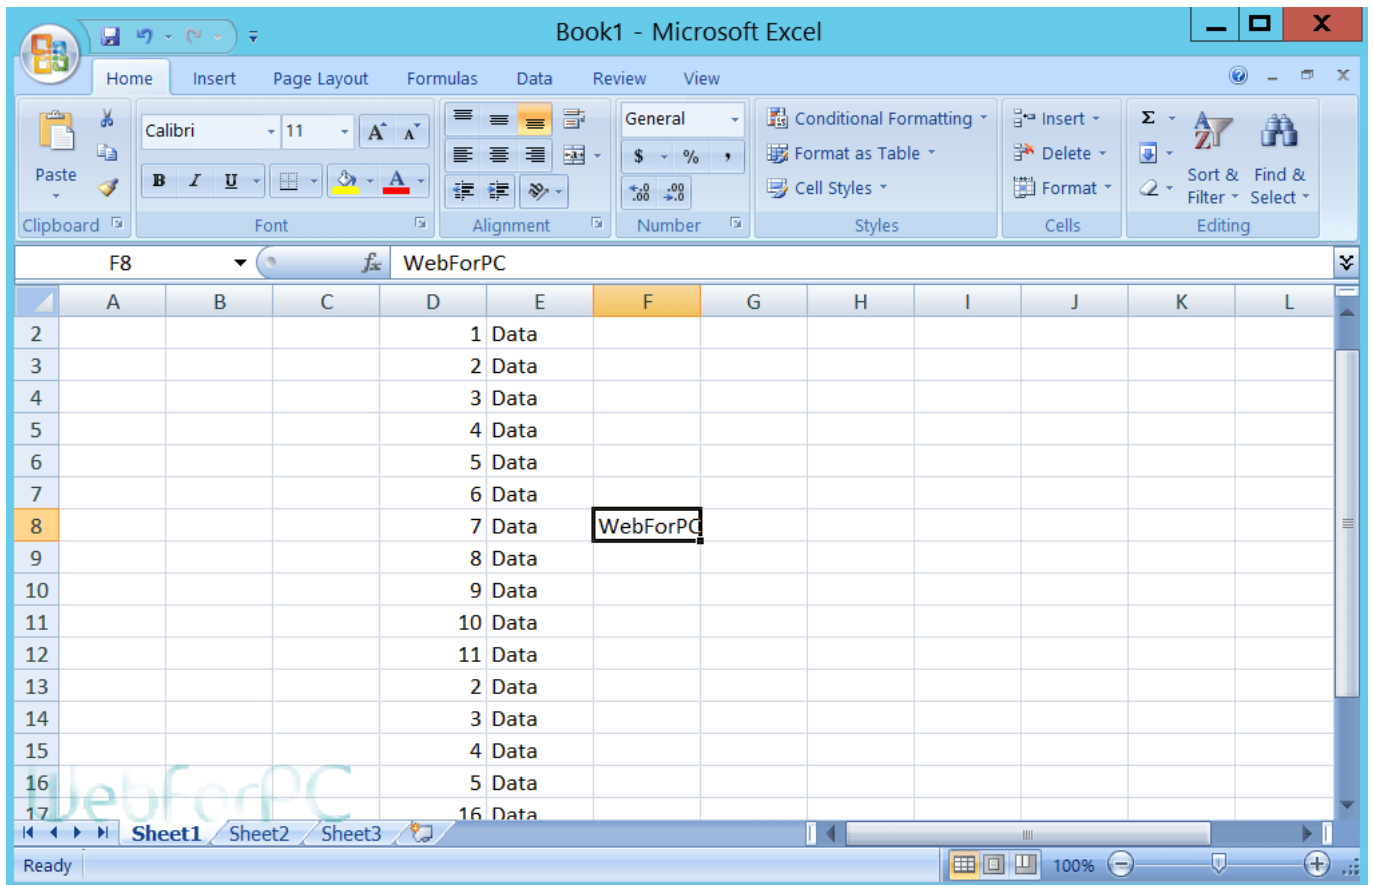 Book1 - Microsoft Excel
Home Insert Page Layout Formulas Data Review View
Calibri 11 General Conditional Formatting Insert Σ
Paste B I U A $ % , Format as Table Delete Sort & Filter Find & Select
Cell Styles Format
Clipboard Font Alignment Number Styles Cells Editing
F8 fx WebForPC
A B C D E F G H I J K L
2 1 Data
3 2 Data
4 3 Data
5 4 Data
6 5 Data
7 6 Data
8 7 Data WebForPC
9 8 Data
10 9 Data
11 10 Data
12 11 Data
13 2 Data
14 3 Data
15 4 Data
16 5 Data
WebForPC
17 16 Data
Sheet1 Sheet2 Sheet3
Ready 100%